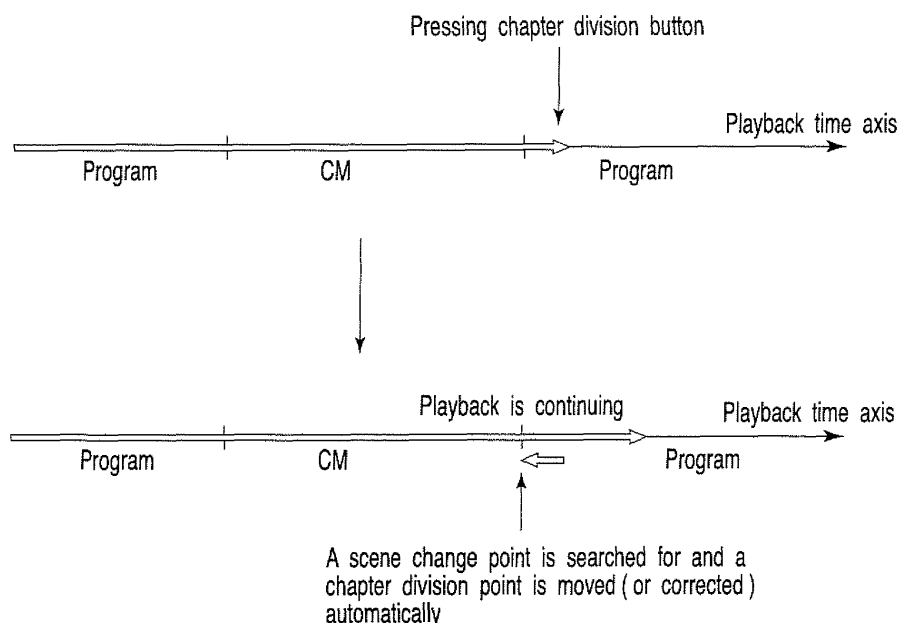 Pressing chapter division button
Playback time axis
Program
CM
Program
Playback is continuing
Playback time axis
Program
CM
Program
A scene change point is searched for and a
chapter division point is moved ( or corrected )
automatically